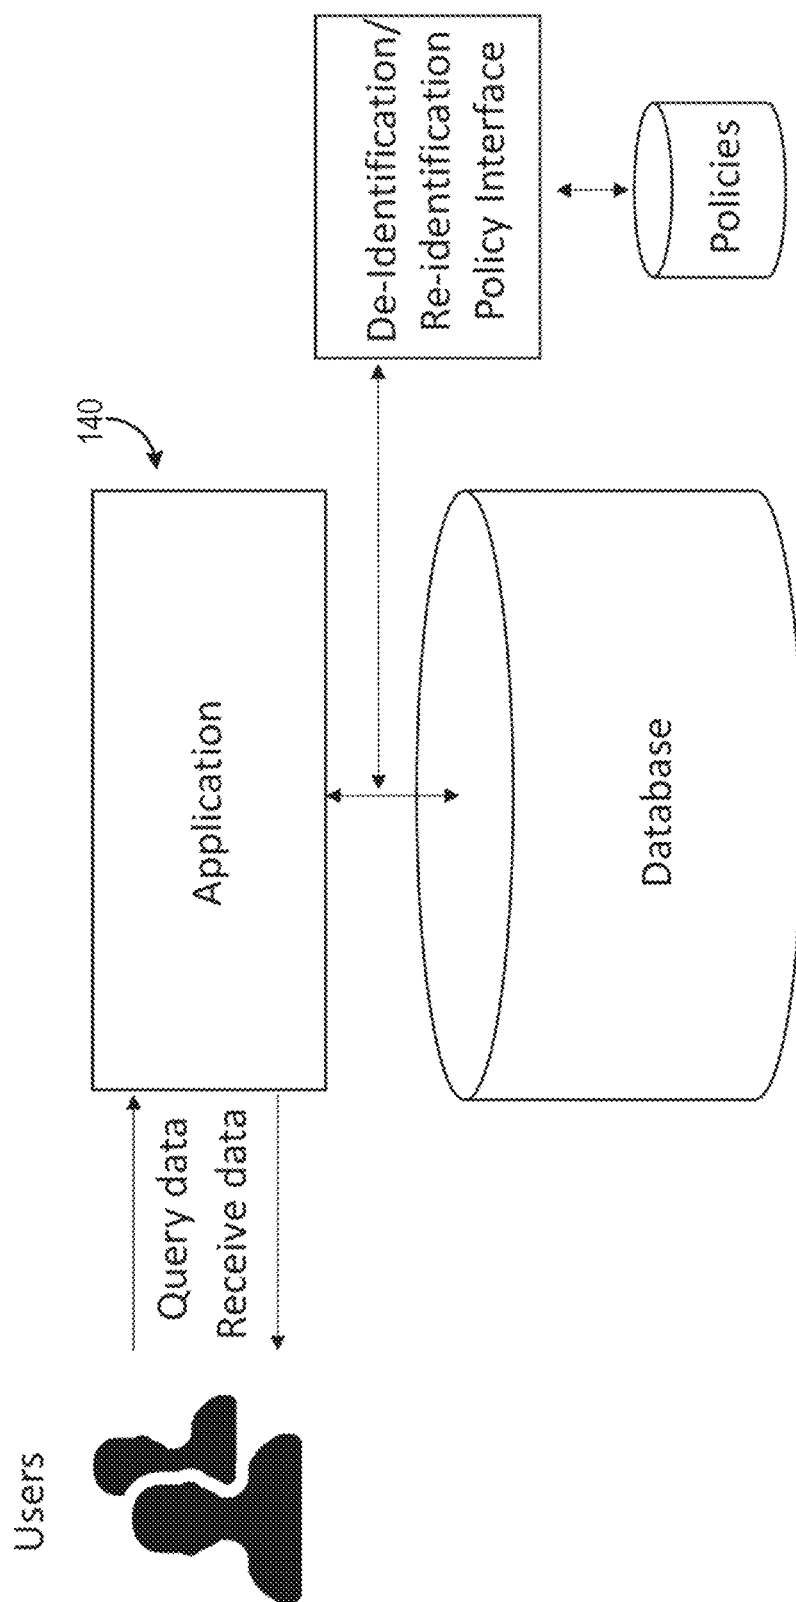 Users
Query data
Receive data
Application
140
De-Identification/
Re-identification
Policy Interface
Database
Policies